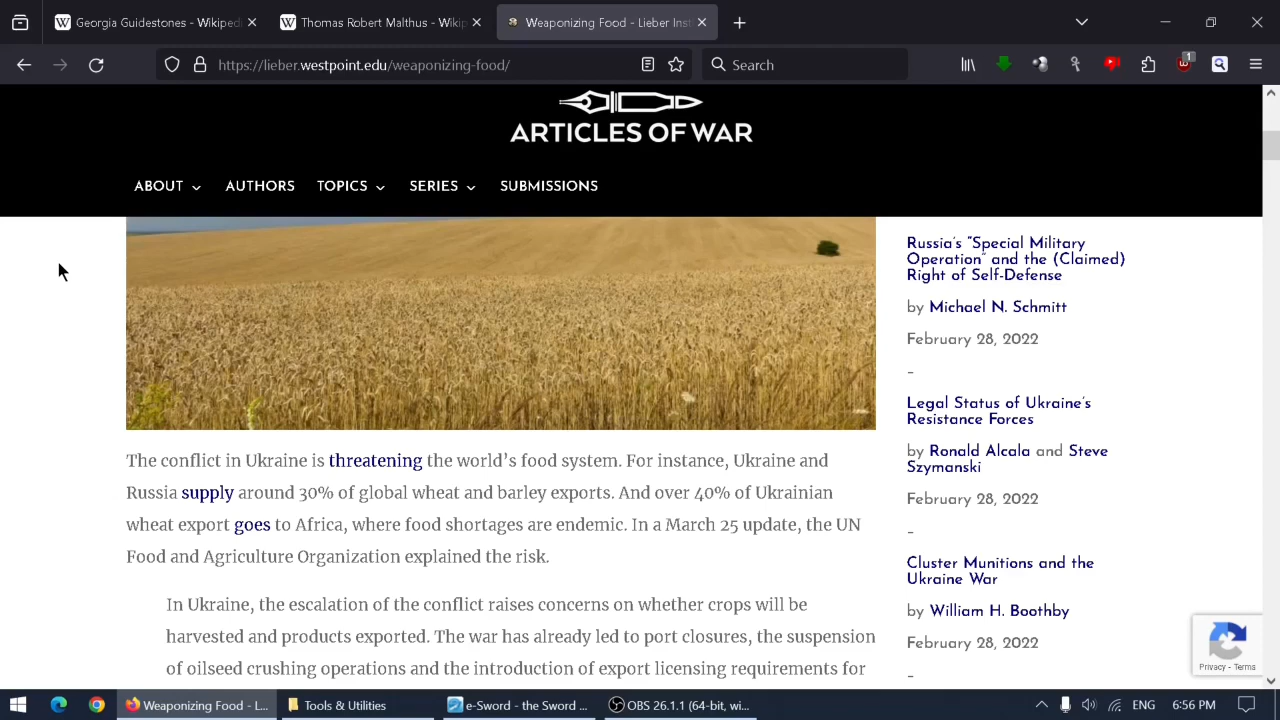 Georgia Guidestones - Wikipedi
Thomas Robert Malthus - Wikip
Weaponizing Food - Lieber Inst
https://lieber.westpoint.edu/weaponizing-food/
Search
1
ARTICLES OF WAR
ABOUT
AUTHORS
TOPICS
SERIES
SUBMISSIONS
The conflict in Ukraine is threatening the world's food system. For instance, Ukraine and
Russia supply around 30% of global wheat and barley exports. And over 40% of Ukrainian
wheat export goes to Africa, where food shortages are endemic. In a March 25 update, the UN
Food and Agriculture Organization explained the risk.
In Ukraine, the escalation of the conflict raises concerns on whether crops will be
harvested and products exported. The war has already led to port closures, the suspension
of oilseed crushing operations and the introduction of export licensing requirements for
Russia's "Special Military
Operation" and the (Claimed)
Right of Self-Defense
by Michael N. Schmitt
February 28, 2022
–
Legal Status of Ukraine's
Resistance Forces
by Ronald Alcala and Steve
Szymanski
February 28, 2022
–
Cluster Munitions and the
Ukraine War
by William H. Boothby
February 28, 2022
–
Privacy - Terms
Weaponizing Food - L...
Tools & Utilities
e-Sword - the Sword ...
OBS 26.1.1 (64-bit, wi...
ENG
6:56 PM